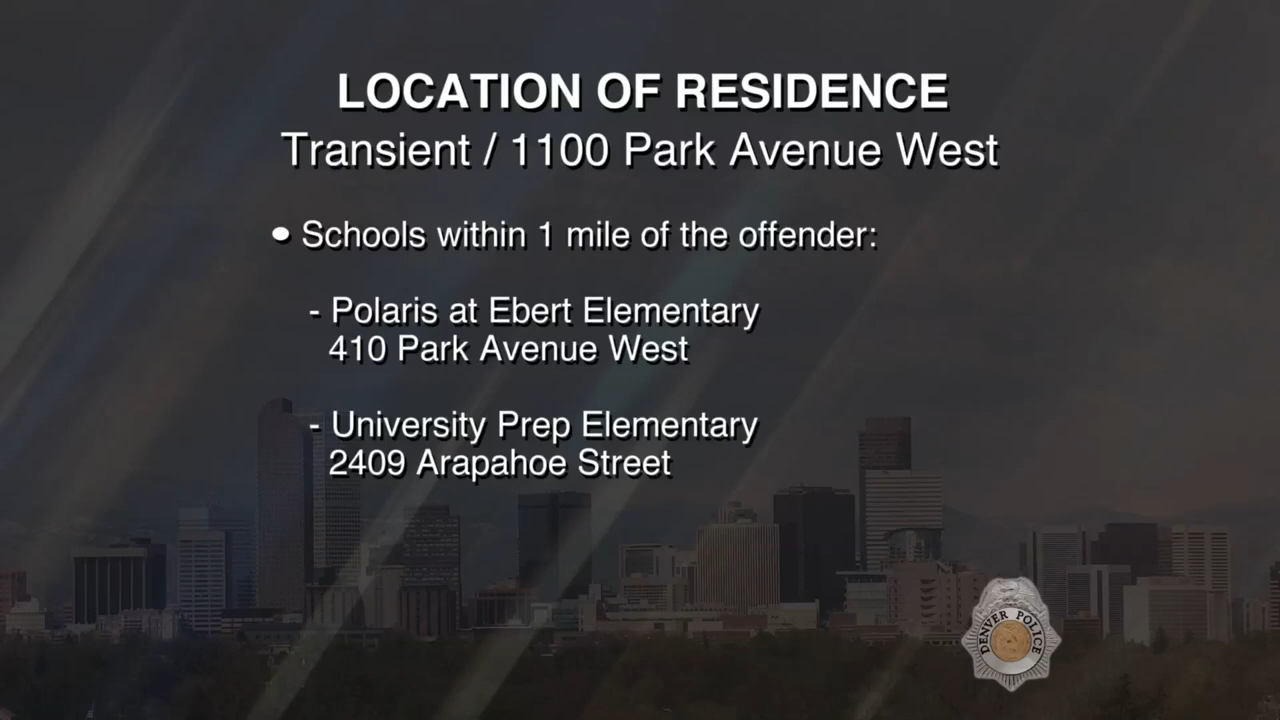 LOCATION OF RESIDENCE
Transient / 1100 Park Avenue West
• Schools within 1 mile of the offender:
- Polaris at Ebert Elementary
410 Park Avenue West
- University Prep Elementary
2409 Arapahoe Street
DENVER POLICE